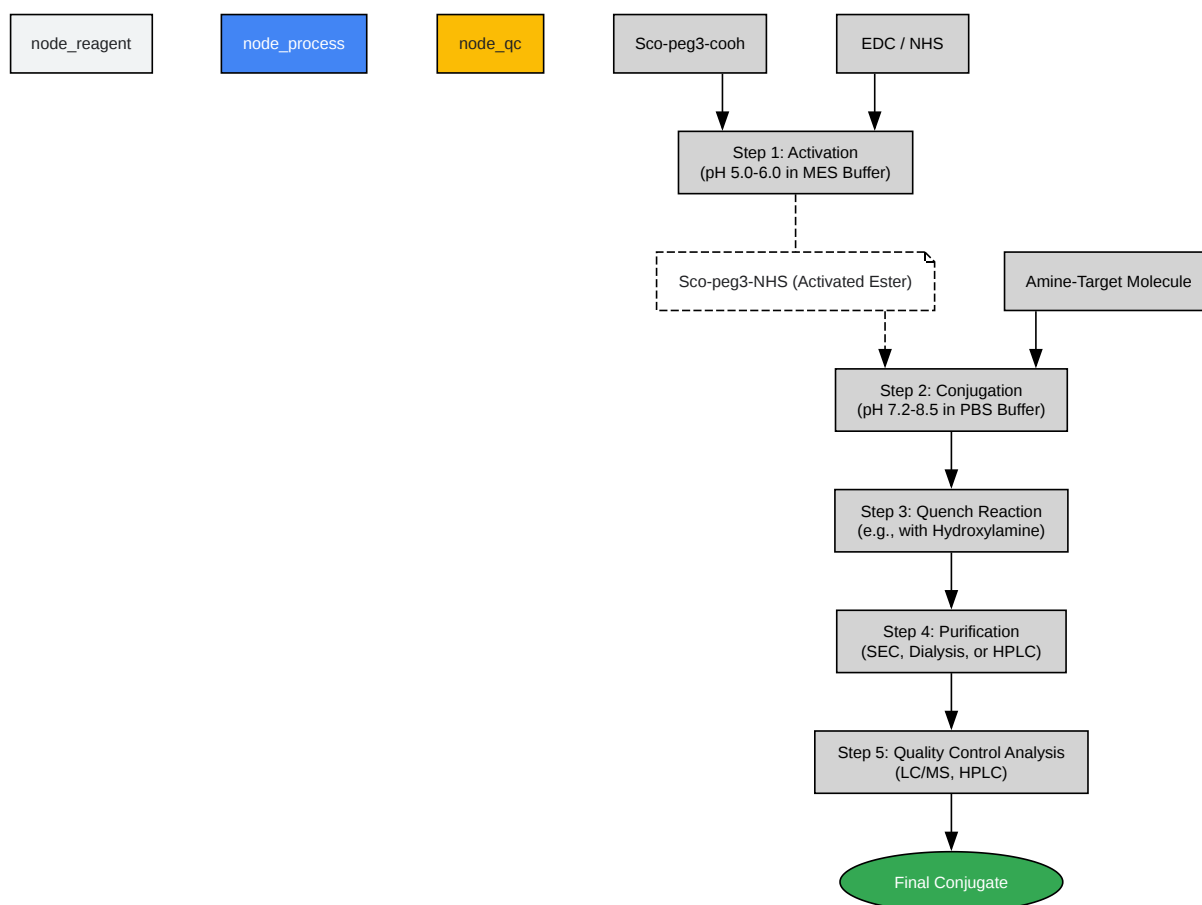 node_reagent
node_process
node_qc
Sco-peg3-cooh
EDC / NHS
Step 1: Activation
(pH 5.0-6.0 in MES Buffer)
Sco-peg3-NHS (Activated Ester)
Amine-Target Molecule
Step 2: Conjugation
(pH 7.2-8.5 in PBS Buffer)
Step 3: Quench Reaction
(e.g., with Hydroxylamine)
Step 4: Purification
(SEC, Dialysis, or HPLC)
Step 5: Quality Control Analysis
(LC/MS, HPLC)
Final Conjugate